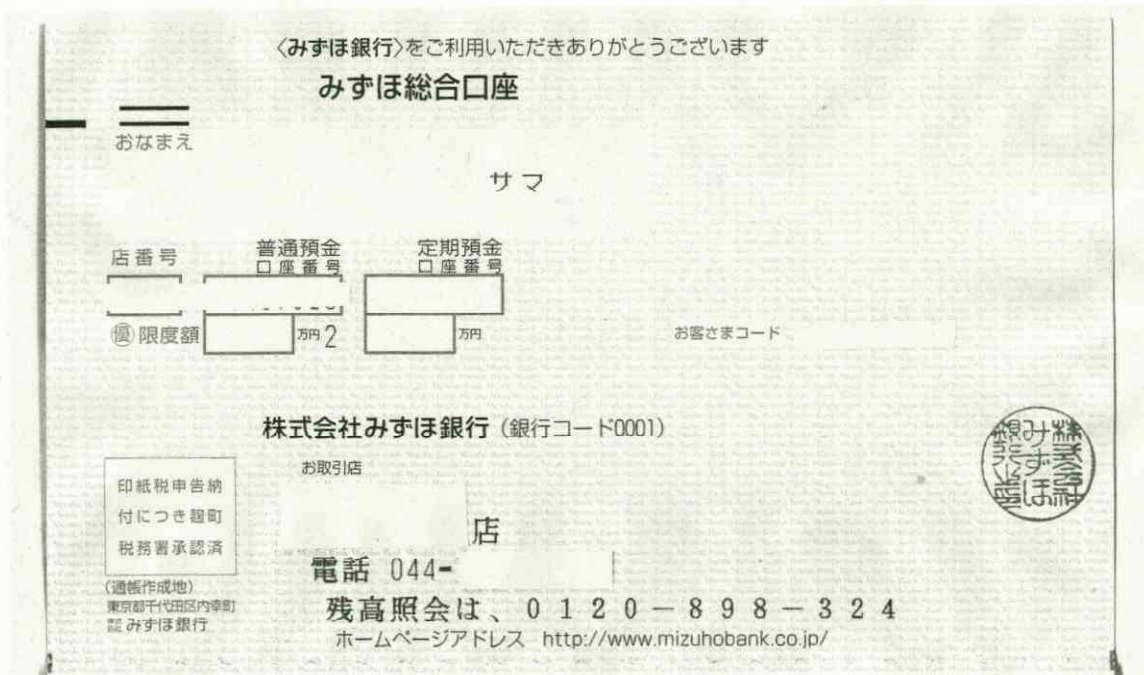 〈みずほ銀行〉をご利用いただきありがとうございます
みずほ総合口座
おなまえ
サマ
店番号
普通預金
口座番号
定期預金
口座番号
優 限度額
万円 2
万円
お客さまコード
株式会社みずほ銀行（銀行コード0001）
お取引店
店
印紙税申告納
付につき麹町
税務署承認済
電話 044-
(通帳作成地)
東京都千代田区内幸町
みずほ銀行
残高照会は、0120-898-324
ホームページアドレス http://www.mizuhobank.co.jp/
みずほ